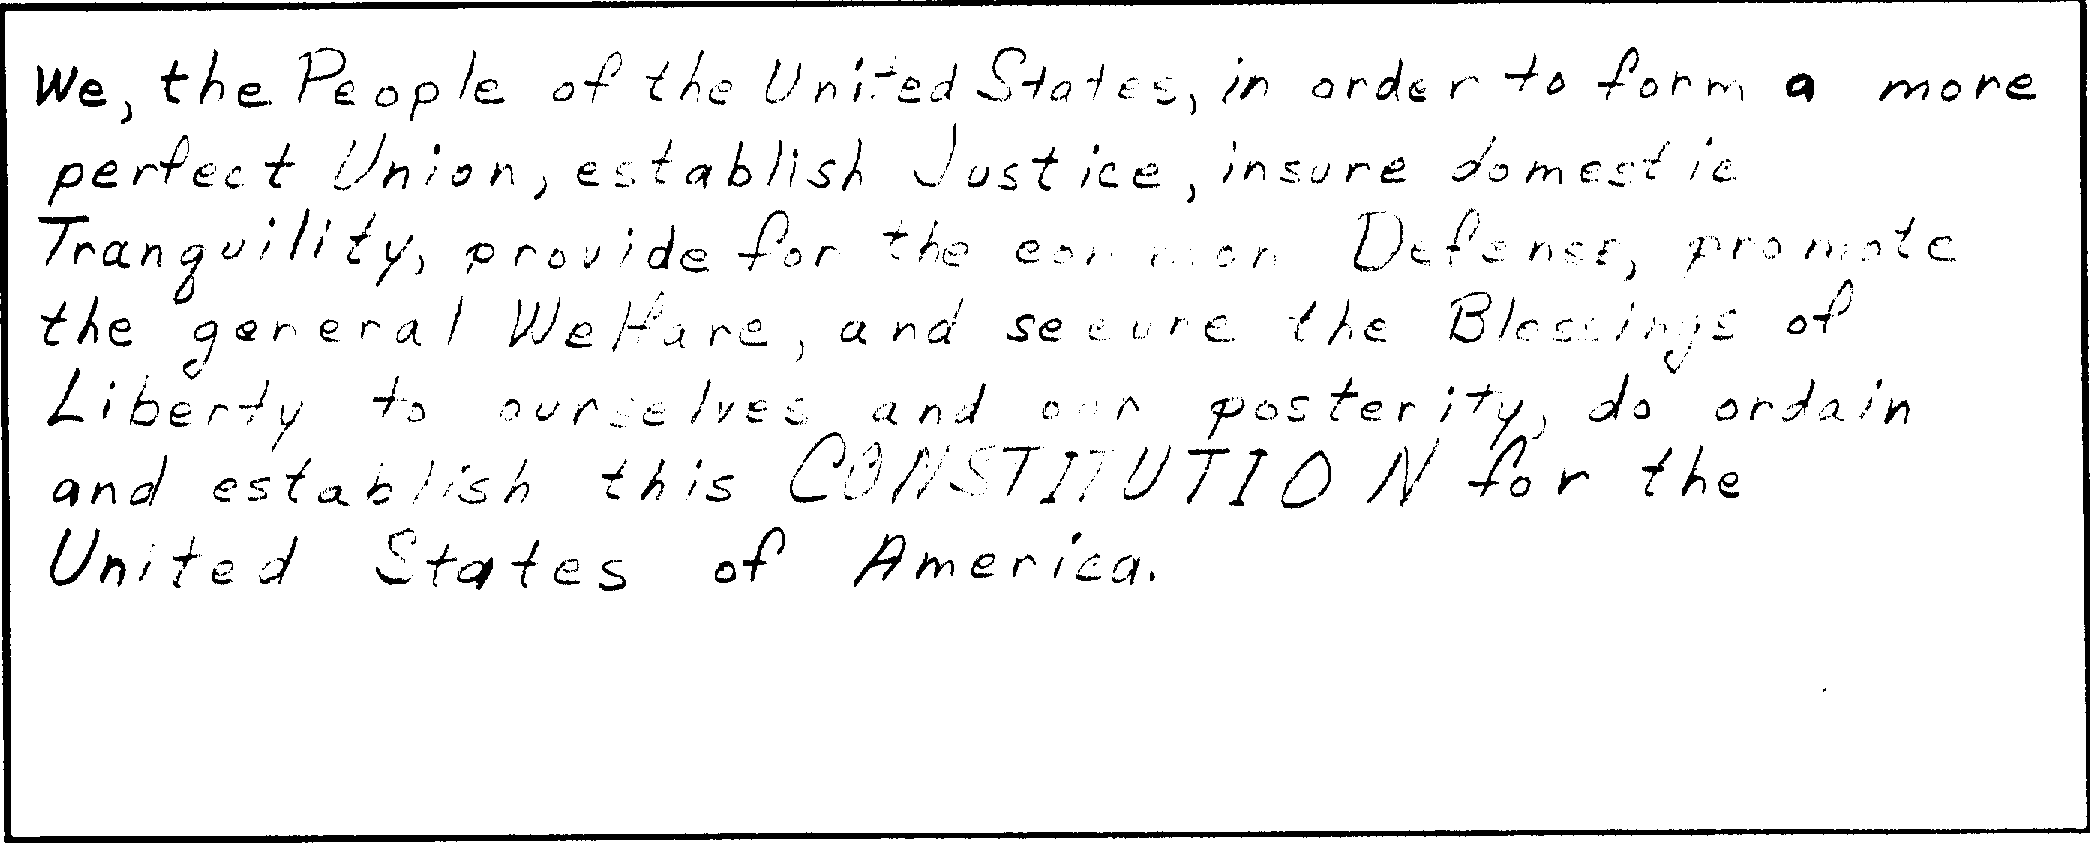 We, the People of the United States, in order to form a more
perfect Union, establish Justice, insure domestic
Tranquility, provide for the common Defense, promote
the general Welfare, and secure the Blessings of
Liberty to ourselves and our posterity, do ordain
and establish this CONSTITUTION for the
United States of America.